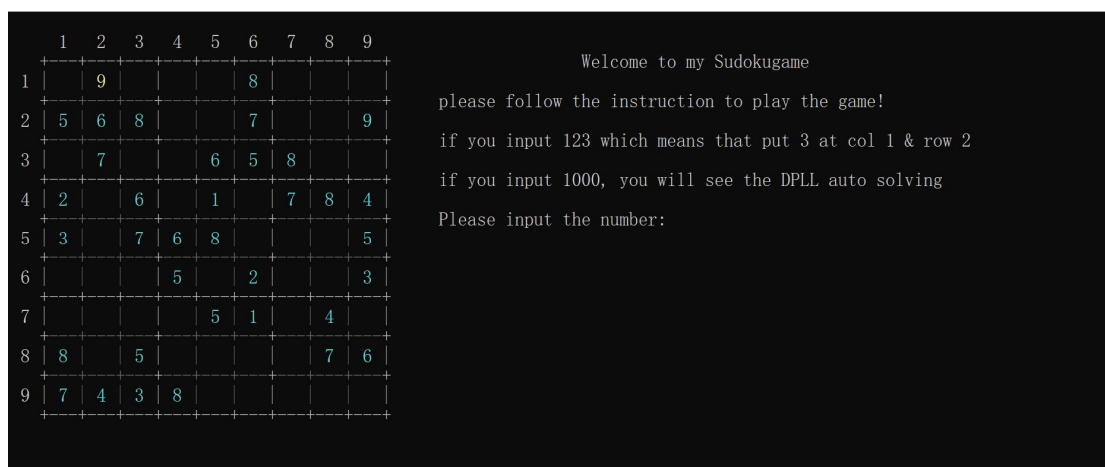 1 2 3 4 5 6 7 8 9
Welcome to my Sudokugame
1 | | 9 | | | | 8 | | | |
please follow the instruction to play the game!
2 | 5 | 6 | 8 | | | 7 | | | 9 |
if you input 123 which means that put 3 at col 1 & row 2
3 | | 7 | | | 6 | 5 | 8 | | |
if you input 1000, you will see the DPLL auto solving
4 | 2 | | 6 | | 1 | | 7 | 8 | 4 |
Please input the number:
5 | 3 | | 7 | 6 | 8 | | | | 5 |
6 | | | | 5 | | 2 | | | 3 |
7 | | | | | 5 | 1 | | 4 | |
8 | 8 | | 5 | | | | | 7 | 6 |
9 | 7 | 4 | 3 | 8 | | | | | |